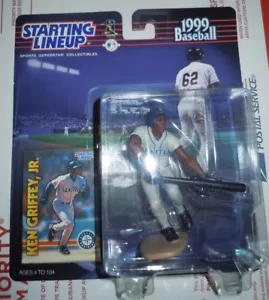 STARTING
LINEUP
SPORTS SUPERSTAR COLLECTIBLES
1999
Baseball
62
POSTAL SERVICE
KEN GRIFFEY, JR.
AGES 4 TO 104